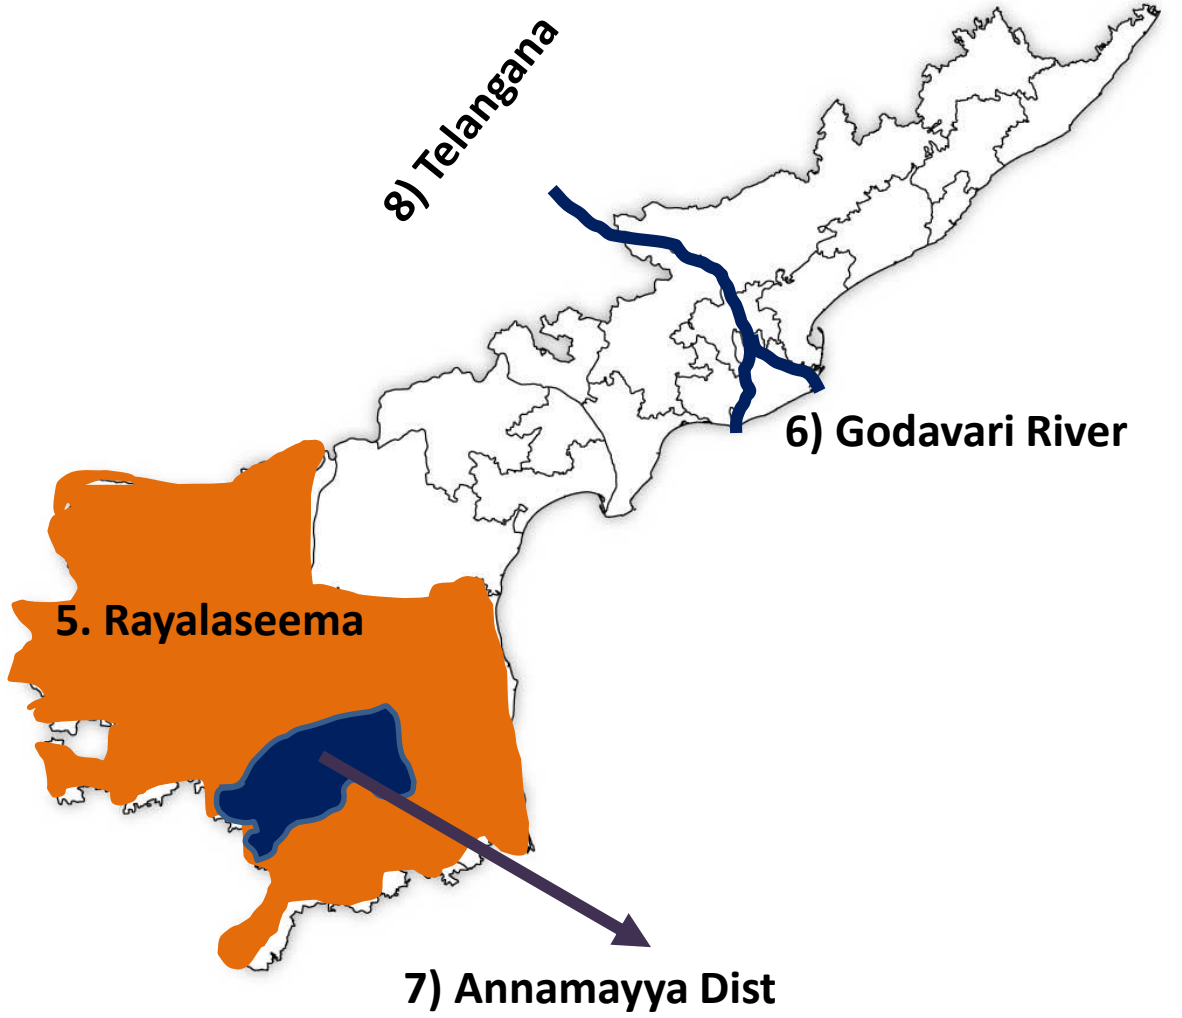 8) Telangana
6) Godavari River
5. Rayalaseema
7) Annamayya Dist